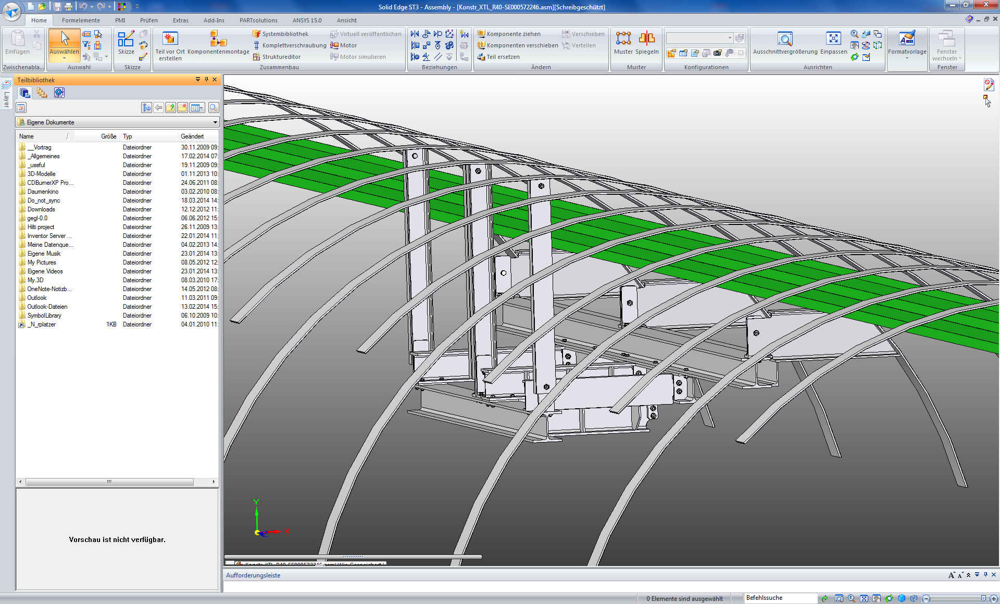 Solid Edge ST3 - Assembly - [Konstr_XTL_R40-SE000572246.asm][Schreibgeschützt]
Home Formelemente PMI Prüfen Extras Add-Ins PARTsolutions ANSYS 15.0 Ansicht
Einfügen
Zwischenabla...
Auswählen
Auswahl
Skizze
Skizze
Teil vor Ort erstellen
Komponentenmontage
Systembibliothek
Komplettverschraubung
Struktureditor
Virtuell veröffentlichen
Motor
Motor simulieren
Zusammenbau
Beziehungen
Komponente ziehen
Komponenten verschieben
Teil ersetzen
Verschieben
Verteilen
Ändern
Muster Spiegeln
Muster
Konfigurationen
Ausschnittvergrößerung Einpassen
Ausrichten
Formatvorlage
Fenster wechseln
Fenster
Layer
Teilbibliothek
Eigene Dokumente
Name Größe Typ Geändert
__Vortrag Dateiordner 30.11.2009 09:
_Allgemeines Dateiordner 17.02.2014 07:
_useful Dateiordner 19.11.2009 09:
3D-Modelle Dateiordner 01.11.2013 10:
CDBurnerXP Pro... Dateiordner 24.06.2011 08:
Daumenkino Dateiordner 03.02.2010 08:
Do_not_sync Dateiordner 18.03.2014 14:
Downloads Dateiordner 12.12.2012 11:
gegl-0.0 Dateiordner 06.06.2012 15:
Hilti project Dateiordner 26.11.2009 13:
Inventor Server ... Dateiordner 22.01.2014 11:
Meine Datenque... Dateiordner 04.02.2013 14:
Eigene Musik Dateiordner 23.01.2014 13:
My Pictures Dateiordner 08.05.2012 12:
Eigene Videos Dateiordner 23.01.2014 13:
My.3D Dateiordner 08.03.2010 17:
OneNote-Notizb... Dateiordner 14.05.2012 08:
Outlook Dateiordner 11.03.2011 09:
Outlook-Dateien Dateiordner 13.02.2014 15:
SymbolLibrary Dateiordner 06.10.2009 10:
_N_rplatzer 1KB Dateiordner 04.01.2010 11:
Vorschau ist nicht verfügbar.
Y
X
Z
Konstr_XTL_R40-SE000572246.asm( Wie Gespeichert )
Aufforderungsleiste
0 Elemente sind ausgewählt
Befehlssuche